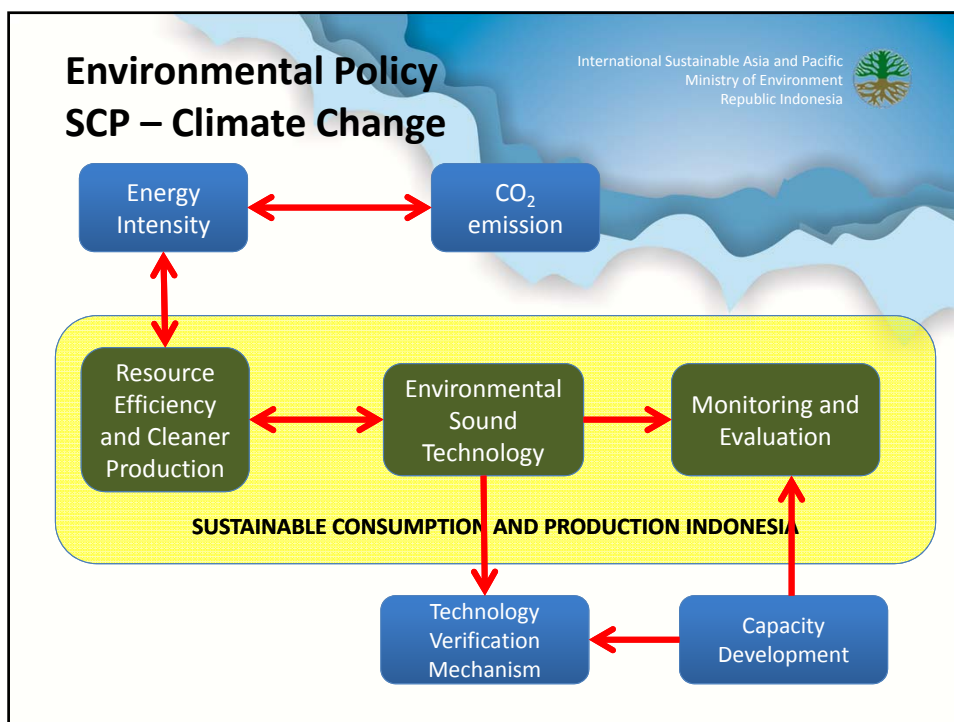 Environmental Policy
SCP – Climate Change
International Sustainable Asia and Pacific
Ministry of Environment
Republic Indonesia
Energy
Intensity
CO₂
emission
Resource
Efficiency
and Cleaner
Production
Environmental
Sound
Technology
Monitoring and
Evaluation
SUSTAINABLE CONSUMPTION AND PRODUCTION INDONESIA
Technology
Verification
Mechanism
Capacity
Development